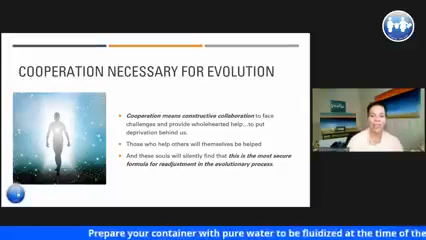 COOPERATION NECESSARY FOR EVOLUTION
Cooperation means constructive collaboration to face
challenges and provide wholehearted help...to put
deprivation behind us.
Those who help others will themselves be helped
And these souls will silently find that this is the most secure
formula for readjustment in the evolutionary process.
Prepare your container with pure water to be fluidized at the time of the